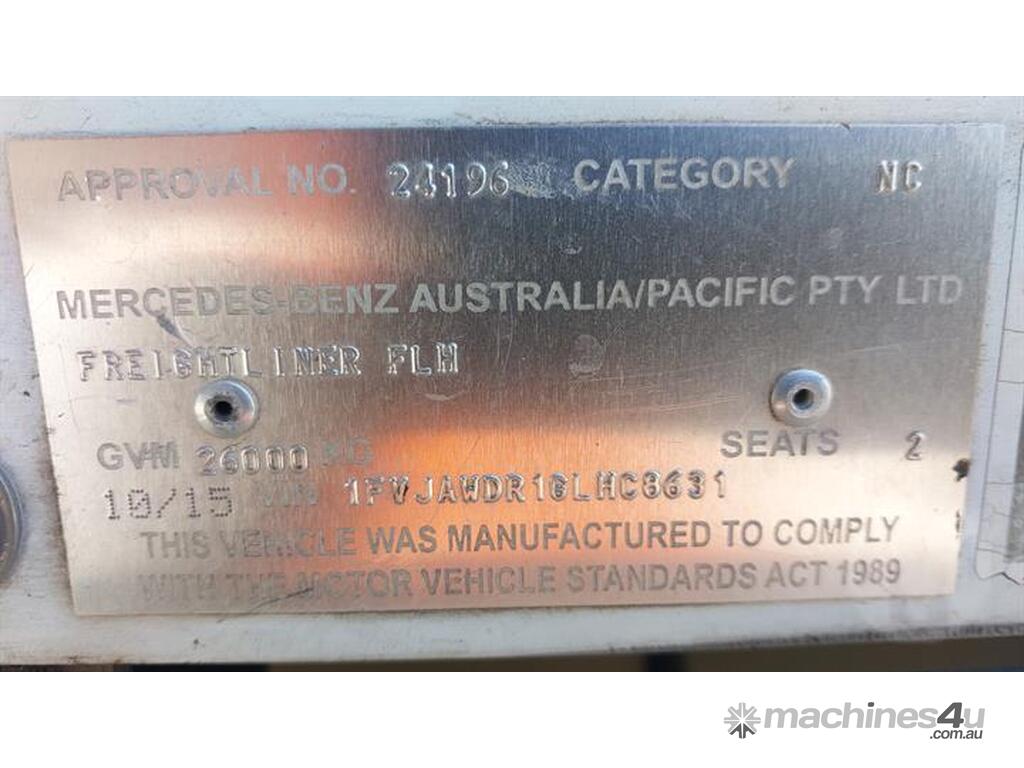 APPROVAL NO. 24196 CATEGORY NC
MERCEDES-BENZ AUSTRALIA/PACIFIC PTY LTD
FREIGHTLINER FLH
GVM 26000 KG SEATS 2
10/15 VIN
THIS VEHICLE WAS MANUFACTURED TO COMPLY
WITH THE MOTOR VEHICLE STANDARDS ACT 1989
machines4u
.com.au